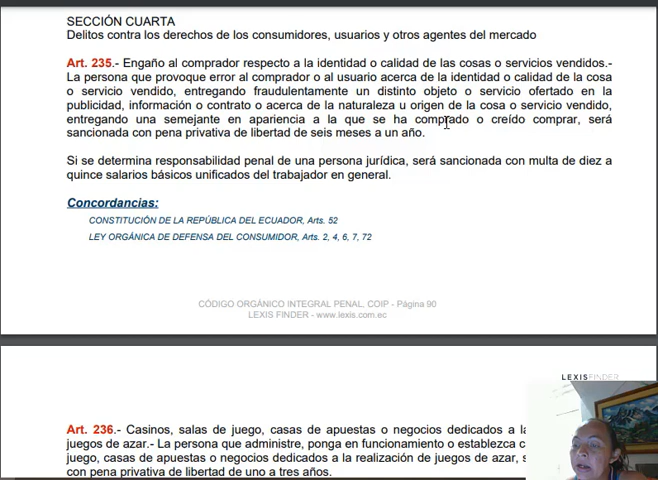 SECCIÓN CUARTA
Delitos contra los derechos de los consumidores, usuarios y otros agentes del mercado
Art. 235.- Engaño al comprador respecto a la identidad o calidad de las cosas o servicios vendidos.-
La persona que provoque error al comprador o al usuario acerca de la identidad o calidad de la cosa
o servicio vendido, entregando fraudulentamente un distinto objeto o servicio ofertado en la
publicidad, información o contrato o acerca de la naturaleza u origen de la cosa o servicio vendido,
entregando una semejante en apariencia a la que se ha comprado o creído comprar, será
sancionada con pena privativa de libertad de seis meses a un año.
Si se determina responsabilidad penal de una persona jurídica, será sancionada con multa de diez a
quince salarios básicos unificados del trabajador en general.
Concordancias:
CONSTITUCIÓN DE LA REPÚBLICA DEL ECUADOR, Arts. 52
LEY ORGÁNICA DE DEFENSA DEL CONSUMIDOR, Arts. 2, 4, 6, 7, 72
CÓDIGO ORGÁNICO INTEGRAL PENAL, COIP - Página 90
LEXIS FINDER - www.lexis.com.ec
LEXISFINDER
Art. 236.- Casinos, salas de juego, casas de apuestas o negocios dedicados a la
juegos de azar.- La persona que administre, ponga en funcionamiento o establezca c
juego, casas de apuestas o negocios dedicados a la realización de juegos de azar, s
con pena privativa de libertad de uno a tres años.